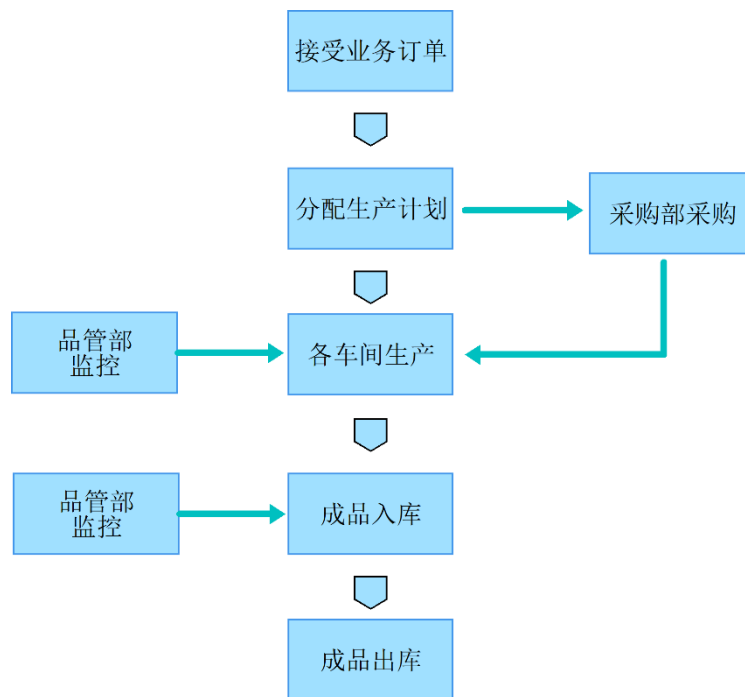 接受业务订单
分配生产计划
采购部采购
品管部
监控
各车间生产
品管部
监控
成品入库
成品出库